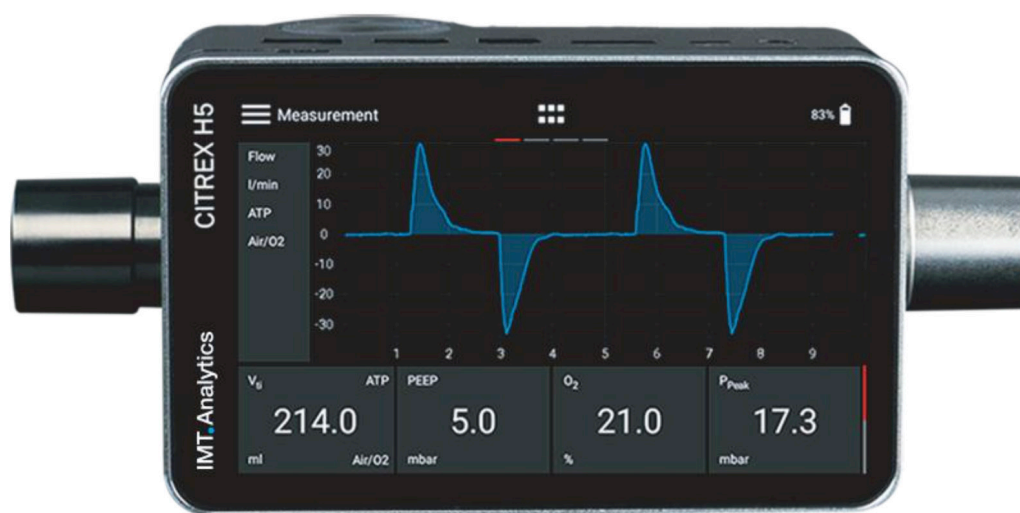 CITREX H5
IMT.Analytics
Measurement
83%
Flow
l/min
ATP
Air/O2
30
20
10
0
-10
-20
-30
1 2 3 4 5 6 7 8 9
V_ti ATP
214.0
ml Air/O2
PEEP
5.0
mbar
O₂
21.0
%
P_Peak
17.3
mbar